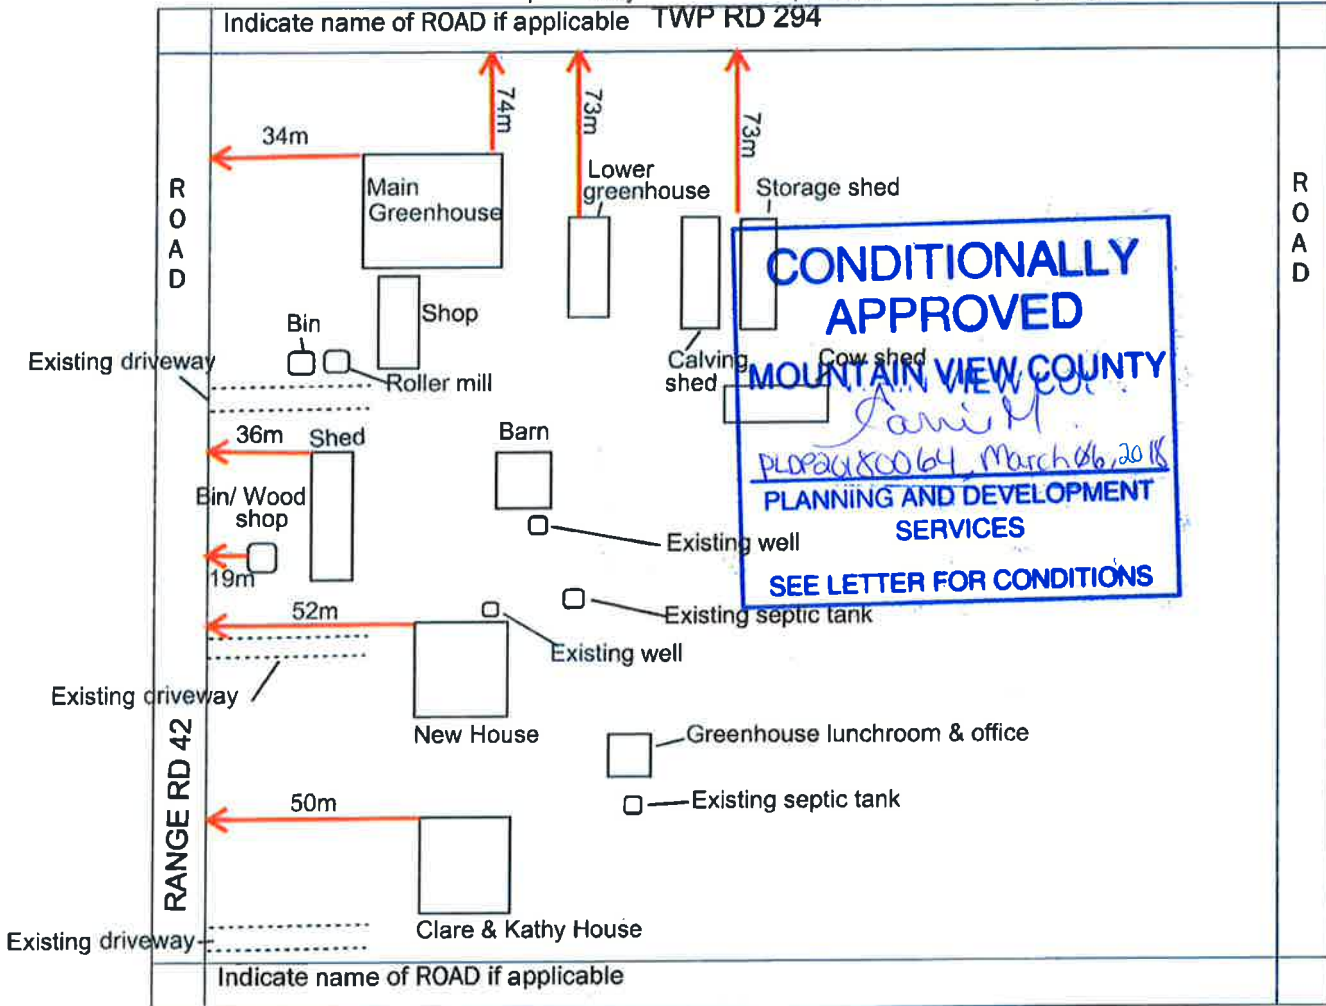 Indicate name of ROAD if applicable TWP RD 294
74m
73m
73m
34m
ROAD
ROAD
Main
Greenhouse
Lower
greenhouse
Storage shed
Shop
Bin
Roller mill
Existing driveway
Calving
shed
Cow shed
CONDITIONALLY
APPROVED
MOUNTAIN VIEW COUNTY
PLDP20180064, March 06, 2018
PLANNING AND DEVELOPMENT
SERVICES
SEE LETTER FOR CONDITIONS
36m
Shed
Barn
Bin/ Wood
shop
19m
Existing well
Existing septic tank
52m
Existing well
Existing driveway
New House
Greenhouse lunchroom & office
Existing septic tank
RANGE RD 42
50m
Clare & Kathy House
Existing driveway
Indicate name of ROAD if applicable